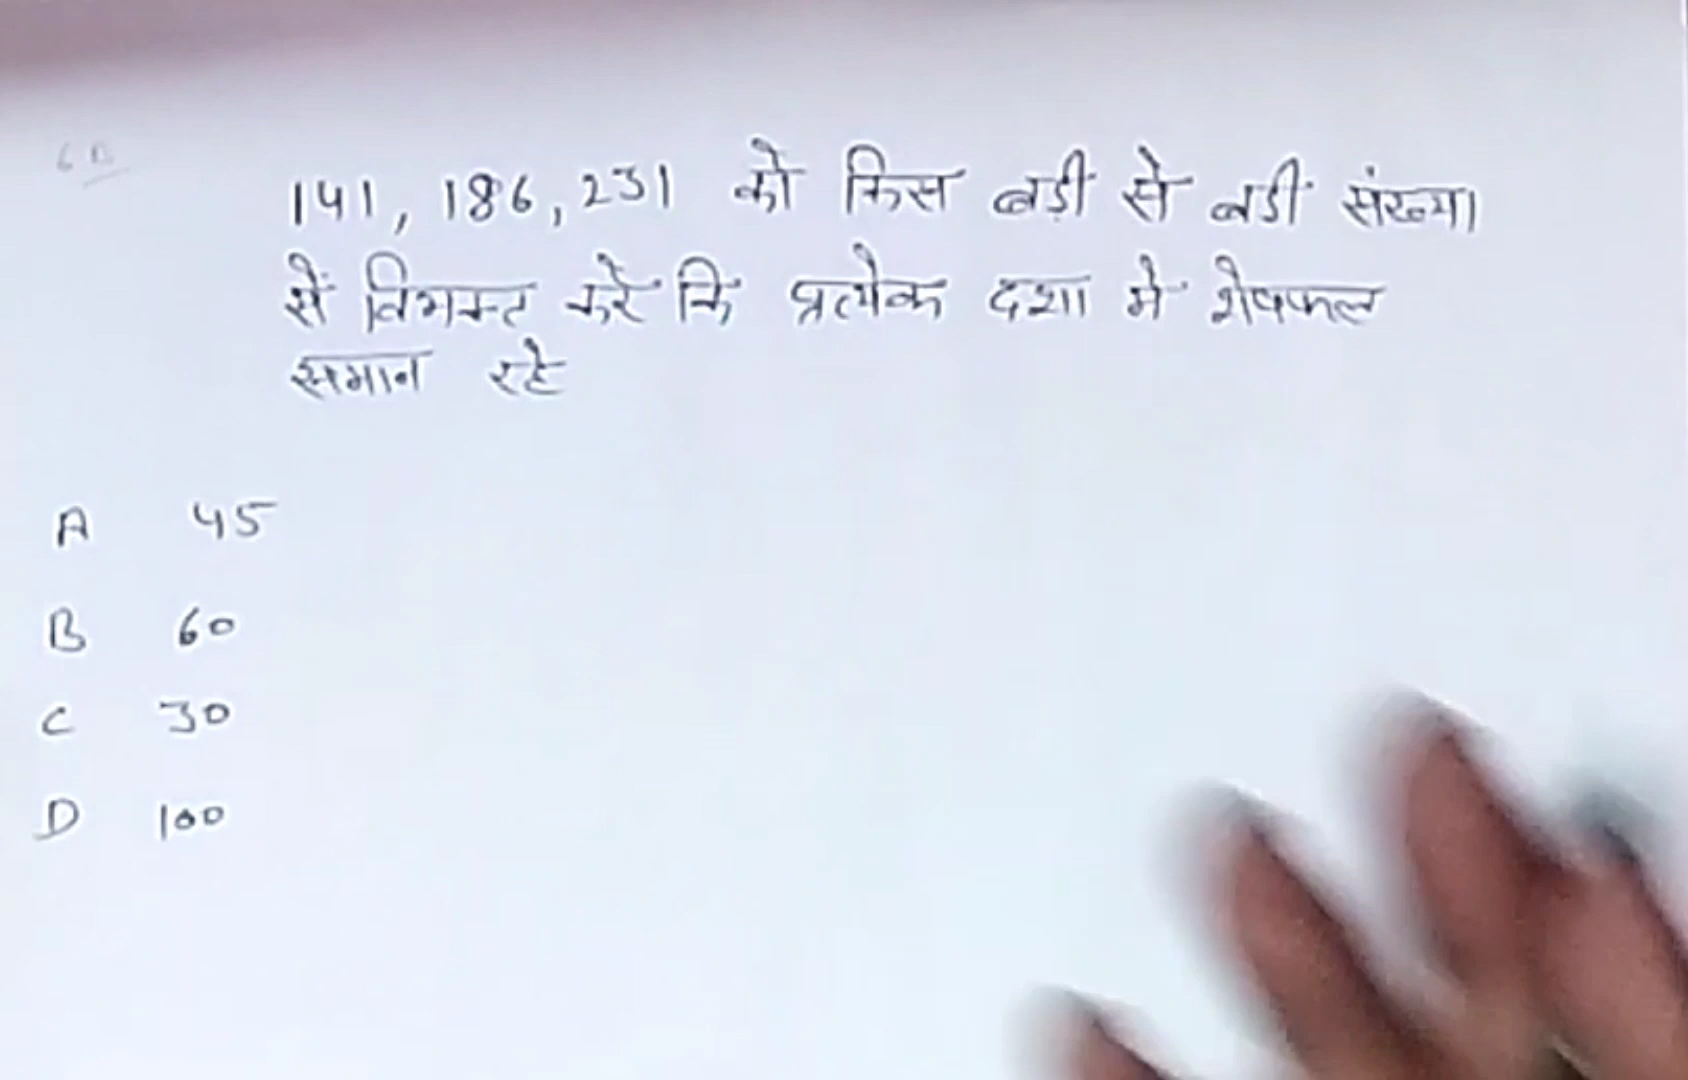 141, 186, 231 को किस बड़ी से बडी संख्या
से विभक्त करे कि प्रत्येक दशा मे शेषफल
समान रहे
A 45
B 60
C 30
D 100